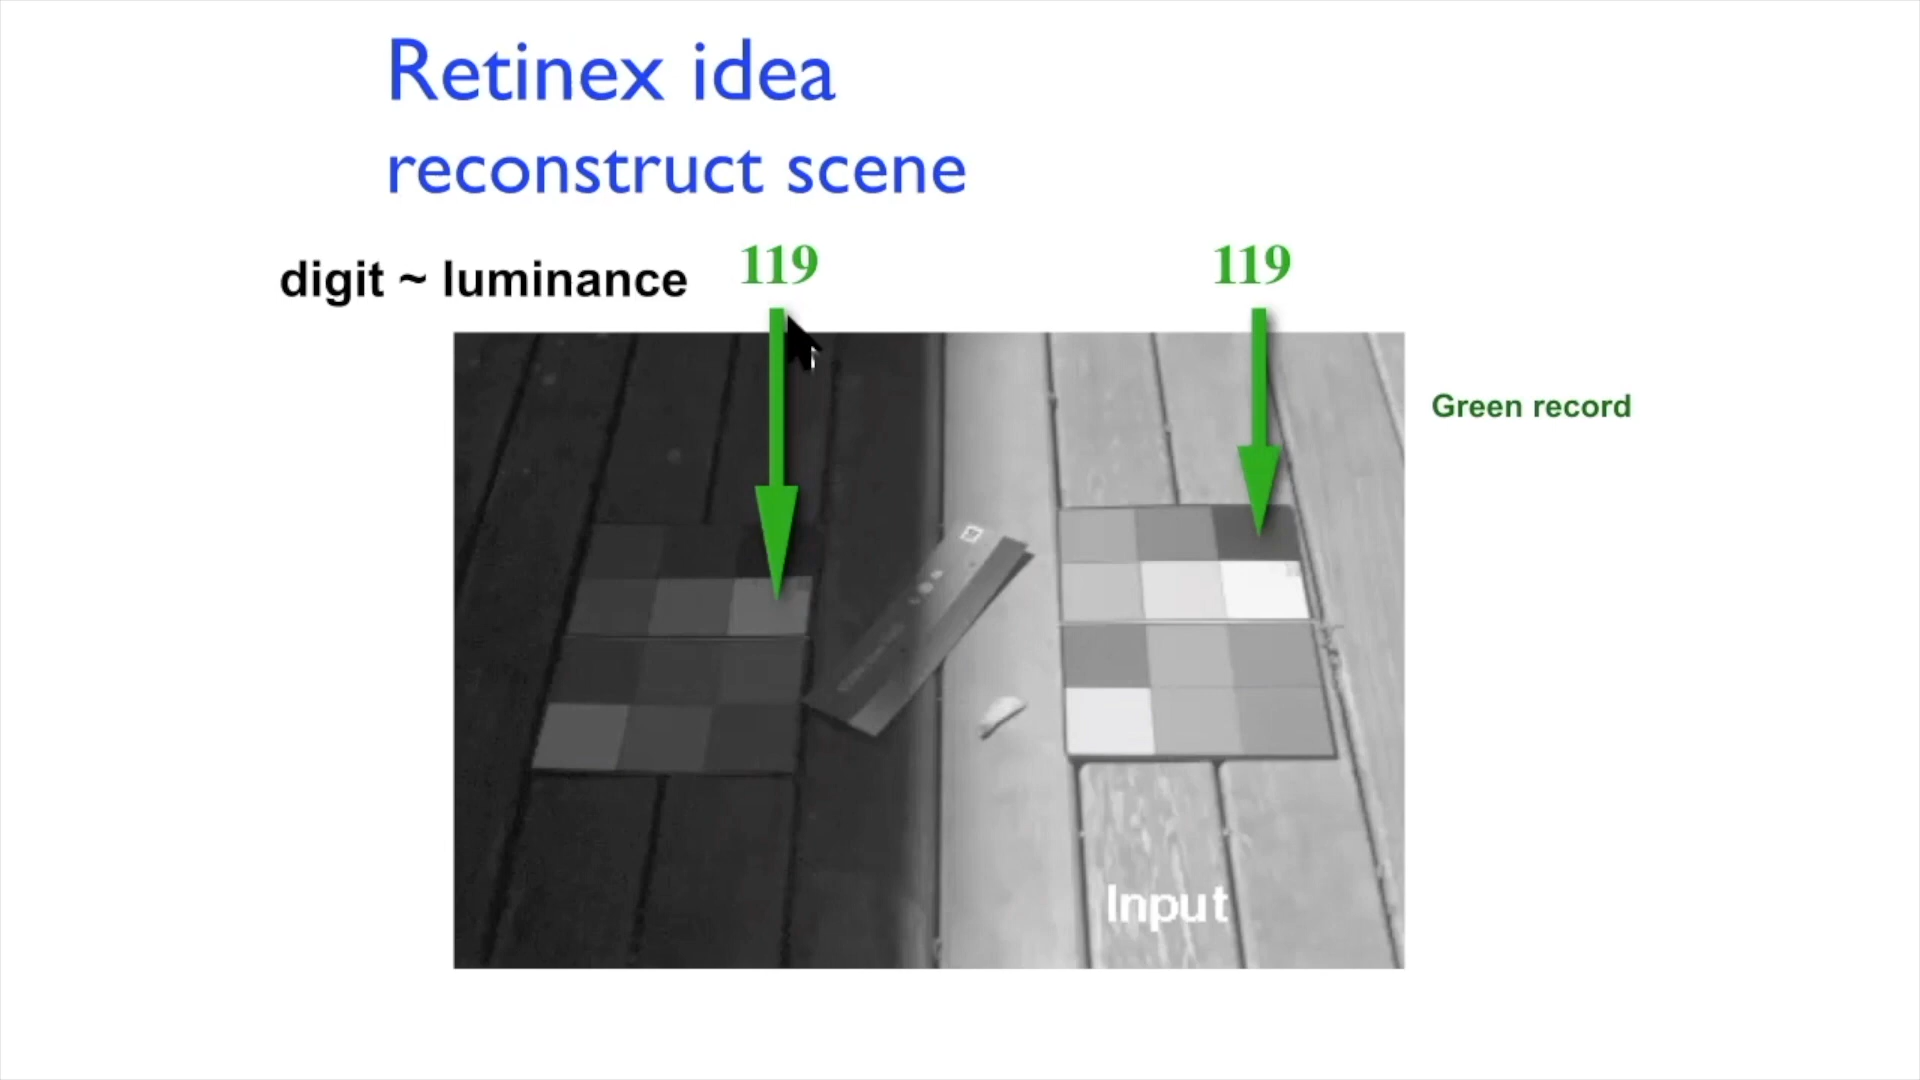 Retinex idea
reconstruct scene
digit ~ luminance
119
119
Green record
Input